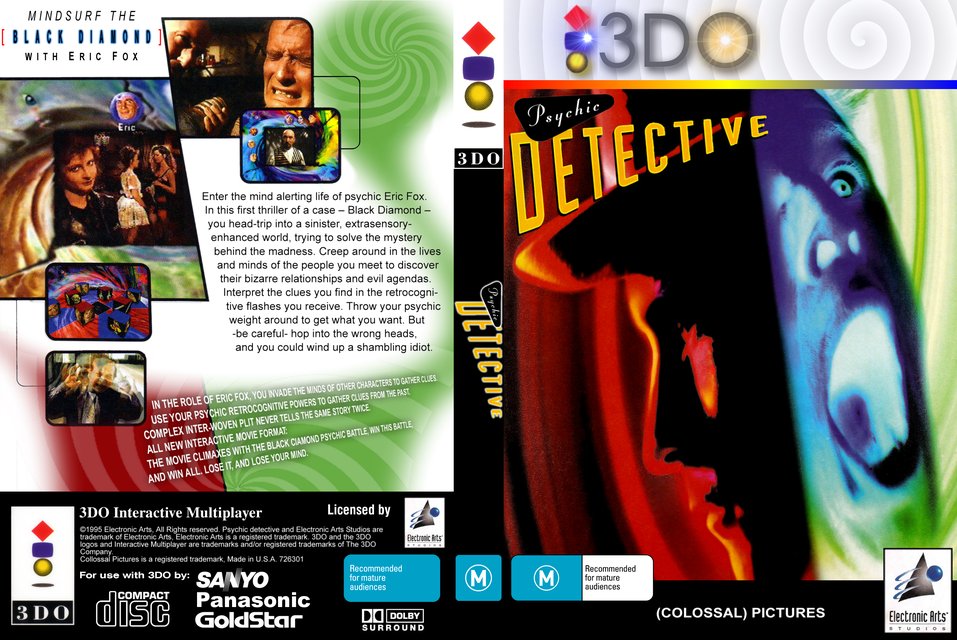 MINDSURF THE
[ BLACK DIAMOND ]
WITH ERIC FOX
Eric
Enter the mind alerting life of psychic Eric Fox.
In this first thriller of a case – Black Diamond –
you head-trip into a sinister, extrasensory-
enhanced world, trying to solve the mystery
behind the madness. Creep around in the lives
and minds of the people you meet to discover
their bizarre relationships and evil agendas.
Interpret the clues you find in the retrocogni-
tive flashes you receive. Throw your psychic
weight around to get what you want. But
-be careful- hop into the wrong heads,
and you could wind up a shambling idiot.
IN THE ROLE OF ERIC FOX, YOU INVADE THE MINDS OF OTHER CHARACTERS TO GATHER CLUES.
USE YOUR PSYCHIC RETROCOGNITIVE POWERS TO GATHER CLUES FROM THE PAST.
COMPLEX INTER-WOVEN PLIT NEVER TELLS THE SAME STORY TWICE.
ALL NEW INTERACTIVE MOVIE FORMAT.
THE MOVIE CLIMAXES WITH THE BLACK CIAMOND PSYCHIC BATTLE, WIN THIS BATTLE,
AND WIN ALL. LOSE IT, AND LOSE YOUR MIND.
3DO
3DO Interactive Multiplayer
Licensed by
Electronic Arts®
STUDIOS
©1995 Electronic Arts, All Rights reserved. Psychic detective and Electronic Arts Studios are
trademark of Electronic Arts, Electronic Arts is a registered trademark. 3DO and the 3DO
logos and Interactive Multiplayer are trademarks and/or registered trademarks of The 3DO
Company.
Collossal Pictures is a registered trademark, Made in U.S.A. 726301
For use with 3DO by:
SANYO
Panasonic
GoldStar
COMPACT
disc
Recommended
for mature
audiences
M
DOLBY
SURROUND
3DO
Psychic
DETECTIVE
3DO
Psychic
DETECTIVE
M
Recommended
for mature
audiences
(COLOSSAL) PICTURES
Electronic Arts®
STUDIOS